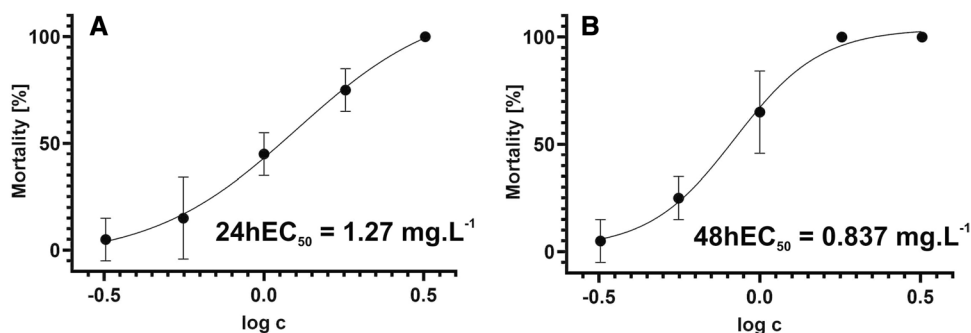 A
Mortality [%]
100
50
0
24hEC₅₀ = 1.27 mg.L⁻¹
-0.5 0.0 0.5
log c
B
Mortality [%]
100
50
0
48hEC₅₀ = 0.837 mg.L⁻¹
-0.5 0.0 0.5
log c